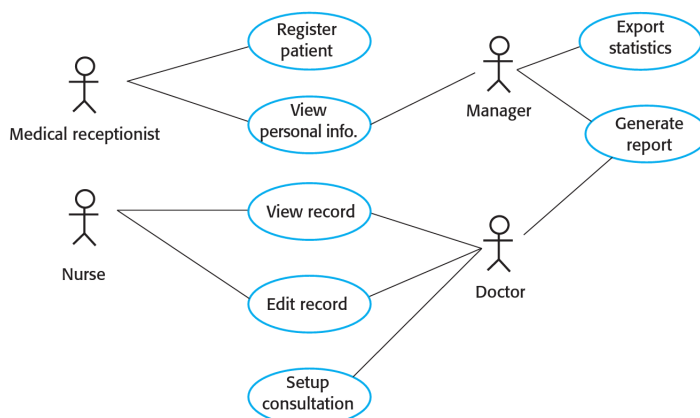 Register
patient
Export
statistics
Medical receptionist
View
personal info.
Manager
Generate
report
View record
Nurse
Edit record
Doctor
Setup
consultation